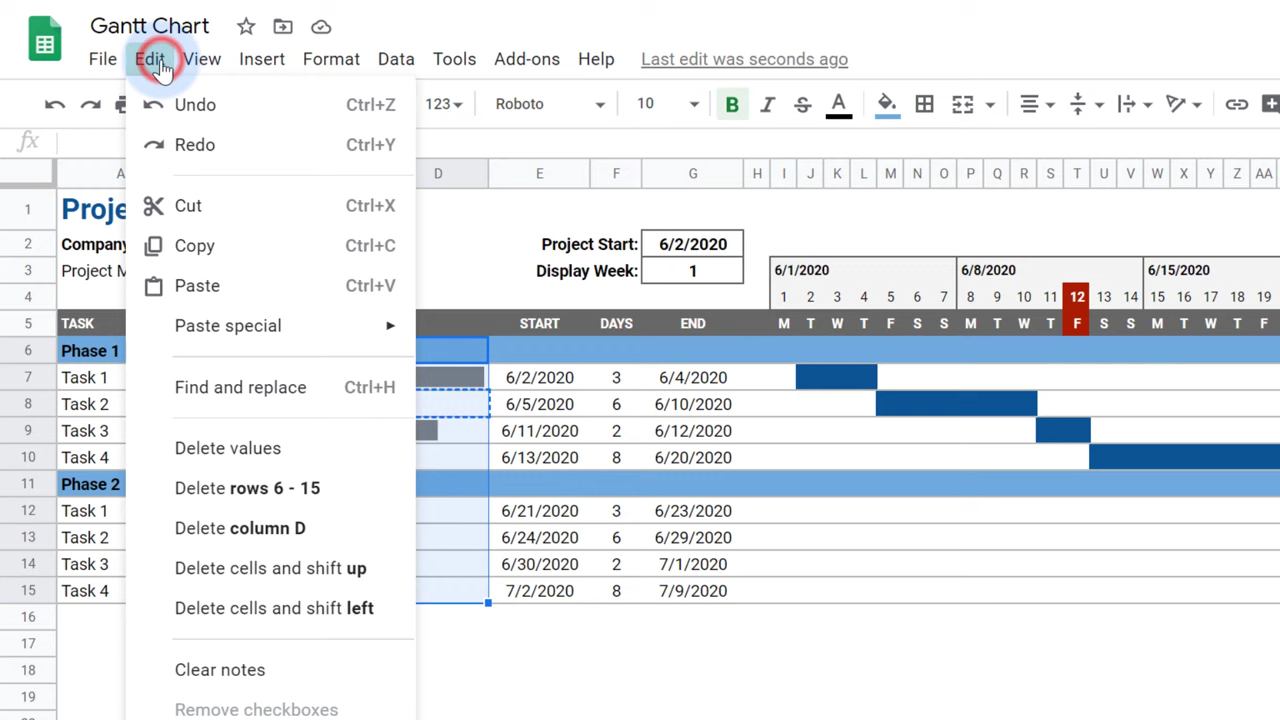 Gantt Chart
File Edit View Insert Format Data Tools Add-ons Help Last edit was seconds ago
Undo Ctrl+Z 123 Roboto 10 B I S A
fx
Redo Ctrl+Y
A D E F G H I J K L M N O P Q R S T U V W X Y Z AA
1 Proje
Cut Ctrl+X
2 Company Project Start: 6/2/2020
Copy Ctrl+C
3 Project M Display Week: 1 6/1/2020 6/8/2020 6/15/2020
Paste Ctrl+V
4 1 2 3 4 5 6 7 8 9 10 11 12 13 14 15 16 17 18 19
5 TASK START DAYS END M T W T F S S M T W T F S S M T W T F
Paste special
6 Phase 1
7 Task 1 6/2/2020 3 6/4/2020
Find and replace Ctrl+H
8 Task 2 6/5/2020 6 6/10/2020
9 Task 3 6/11/2020 2 6/12/2020
Delete values
10 Task 4 6/13/2020 8 6/20/2020
11 Phase 2
Delete rows 6 - 15
12 Task 1 6/21/2020 3 6/23/2020
Delete column D
13 Task 2 6/24/2020 6 6/29/2020
14 Task 3 6/30/2020 2 7/1/2020
Delete cells and shift up
15 Task 4 7/2/2020 8 7/9/2020
Delete cells and shift left
16
17
18
Clear notes
19
Remove checkboxes